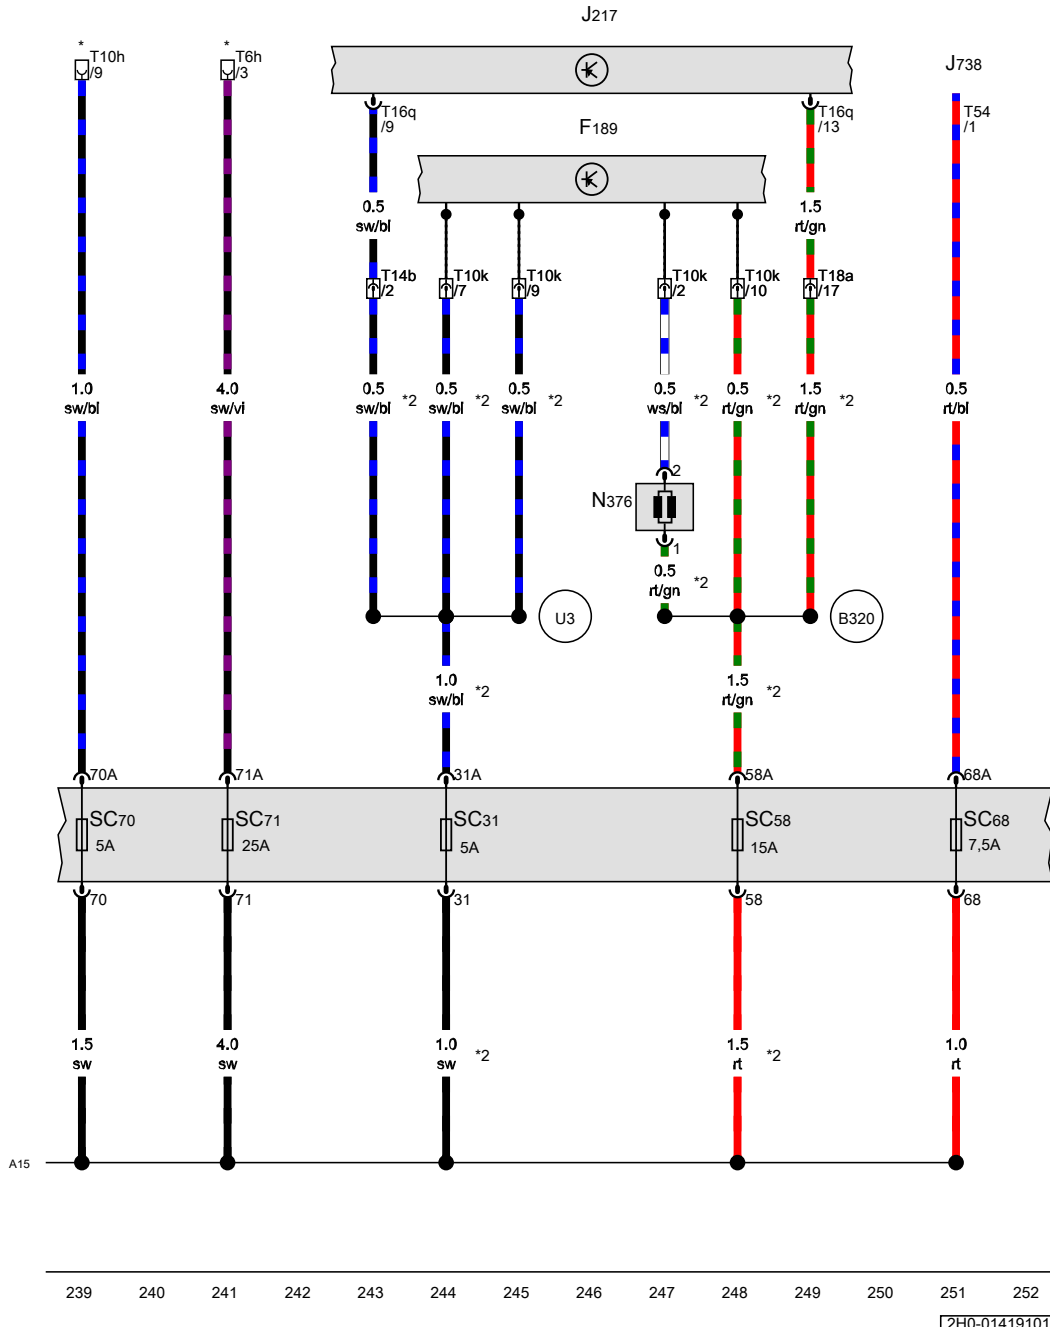 J217
*
*
T10h
/9
T6h
/3
J738
T16q
/9
T16q
/13
T54
/1
F189
0.5
sw/bl
1.5
rt/gn
T14b
/2
T10k
/7
T10k
/9
T10k
/2
T10k
/10
T18a
/17
1.0
sw/bl
4.0
sw/vi
0.5
sw/bl
*2
0.5
sw/bl
*2
0.5
sw/bl
*2
0.5
ws/bl
*2
0.5
rt/gn
*2
1.5
rt/gn
*2
0.5
rt/bl
2
N376
1
0.5
rt/gn
*2
U3
B320
1.0
sw/bl
*2
1.5
rt/gn
*2
70A
71A
31A
58A
68A
SC70
5A
SC71
25A
SC31
5A
SC58
15A
SC68
7,5A
70
71
31
58
68
1.5
sw
4.0
sw
1.0
sw
*2
1.5
rt
*2
1.0
rt
A15
239 240 241 242 243 244 245 246 247 248 249 250 251 252
2H0-01419101